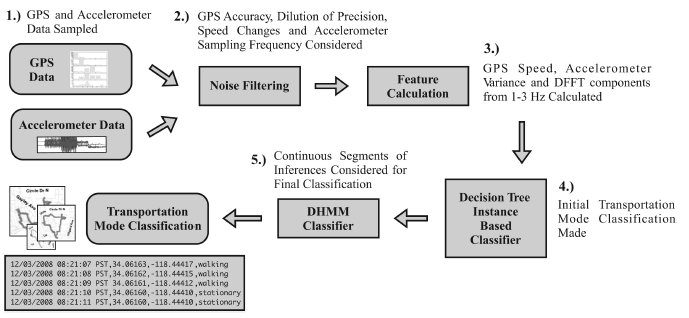 1.) GPS and Accelerometer
Data Sampled
GPS
Data
Accelerometer Data
2.) GPS Accuracy, Dilution of Precision,
Speed Changes and Accelerometer
Sampling Frequency Considered
Noise Filtering
Feature
Calculation
3.)
GPS Speed, Accelerometer
Variance and DFFT components
from 1-3 Hz Calculated
4.)
Initial Transportation
Mode Classification
Made
Decision Tree
Instance
Based
Classifier
5.) Continuous Segments of
Inferences Considered for
Final Classification
DHMM
Classifier
Transportation
Mode Classification
Circle Dr N
12/03/2008 08:21:07 PST,34.06163,-118.44417,walking
12/03/2008 08:21:08 PST,34.06162,-118.44415,walking
12/03/2008 08:21:09 PST,34.06161,-118.44412,walking
12/03/2008 08:21:10 PST,34.06160,-118.44410,stationary
12/03/2008 08:21:11 PST,34.06160,-118.44410,stationary